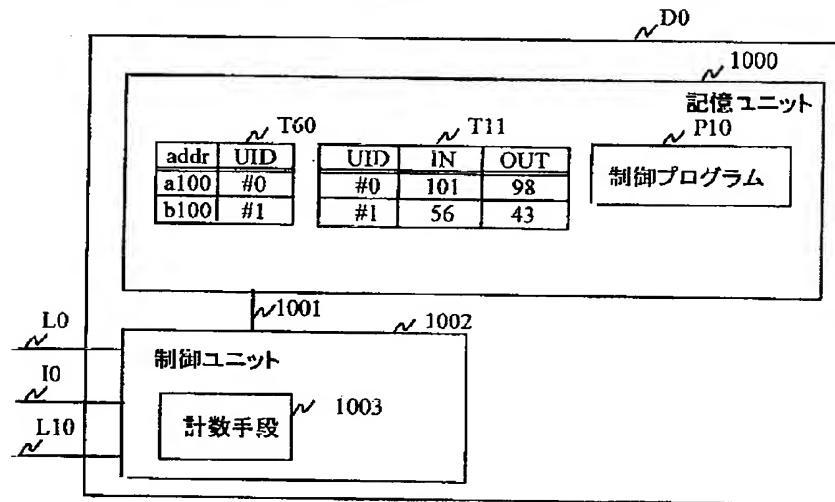 D0
1000
記憶ユニット
T60
T11
P10
addr UID
a100 #0
b100 #1
UID IN OUT
#0 101 98
#1 56 43
制御プログラム
1001
1002
L0
I0
L10
制御ユニット
計数手段
1003